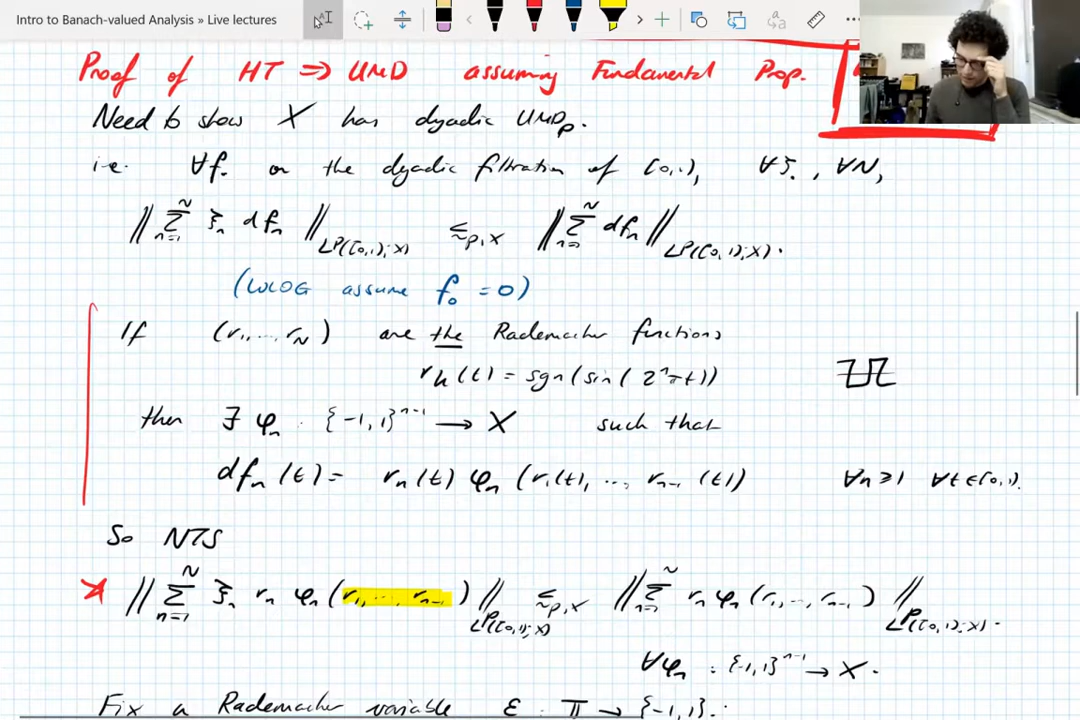 Intro to Banach-valued Analysis » Live lectures
Proof of HT ⇒ UMD assuming Fundamental Prop.
Need to show X has dyadic UMD_p.
i.e. ∀f. on the dyadic filtration of [0,1), ∀ξ., ∀N,
‖ Σ_{n=1}^N ξ_n df_n ‖_{L^p([0,1);X)} ≲_{p,X} ‖ Σ_{n=1}^N df_n ‖_{L^p([0,1);X)}.
(WLOG assume f_0 = 0)
If (r_1, ..., r_N) are the Rademacher functions
r_n(t) = sgn(sin(2^n π t))
then ∃ φ_n : {-1,1}^{n-1} → X such that
df_n(t) = r_n(t) φ_n(r_1(t), ..., r_{n-1}(t)) ∀n ≥ 1 ∀t ∈ [0,1).
So NTS
‖ Σ_{n=1}^N ξ_n r_n φ_n(r_1, ..., r_{n-1}) ‖_{L^p([0,1);X)} ≲_{p,X} ‖ Σ_{n=1}^N r_n φ_n(r_1, ..., r_{n-1}) ‖_{L^p([0,1);X)}.
∀φ_n : {-1,1}^{n-1} → X.
Fix a Rademacher variable ε : 𝕋 → {-1,1}.